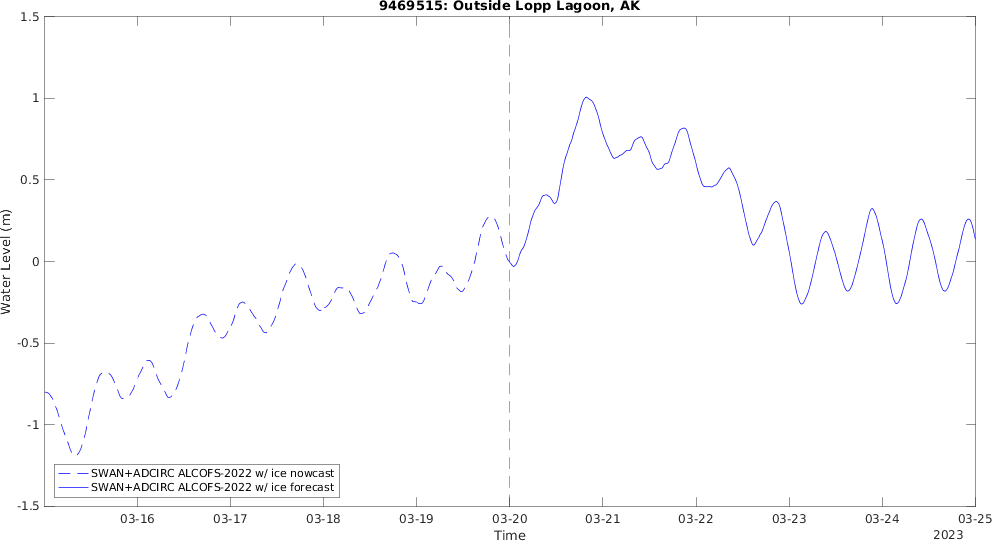 9469515: Outside Lopp Lagoon, AK
1.5
1
0.5
0
-0.5
-1
-1.5
Water Level (m)
SWAN+ADCIRC ALCOFS-2022 w/ ice nowcast
SWAN+ADCIRC ALCOFS-2022 w/ ice forecast
03-16 03-17 03-18 03-19 03-20 03-21 03-22 03-23 03-24 03-25
Time
2023